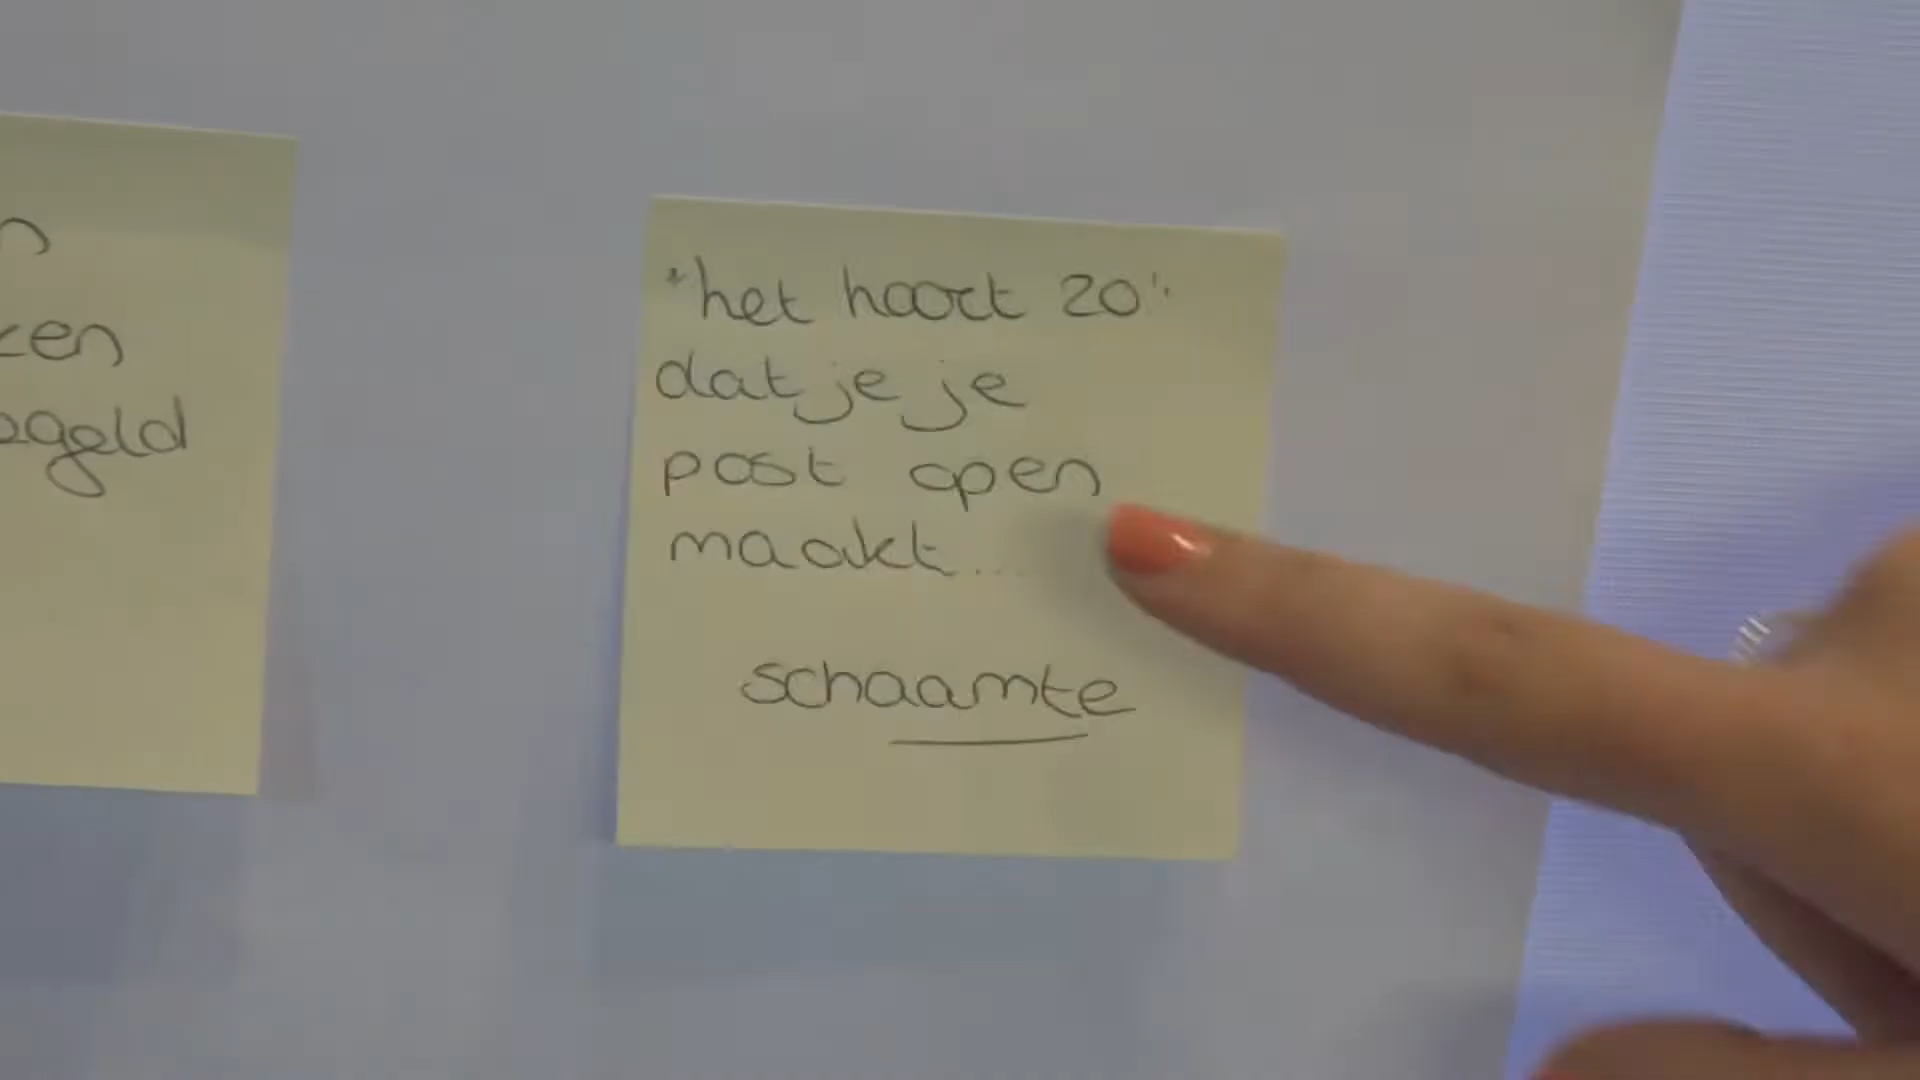 "het hoort zo"
dat je je
post open
maakt...
schaamte